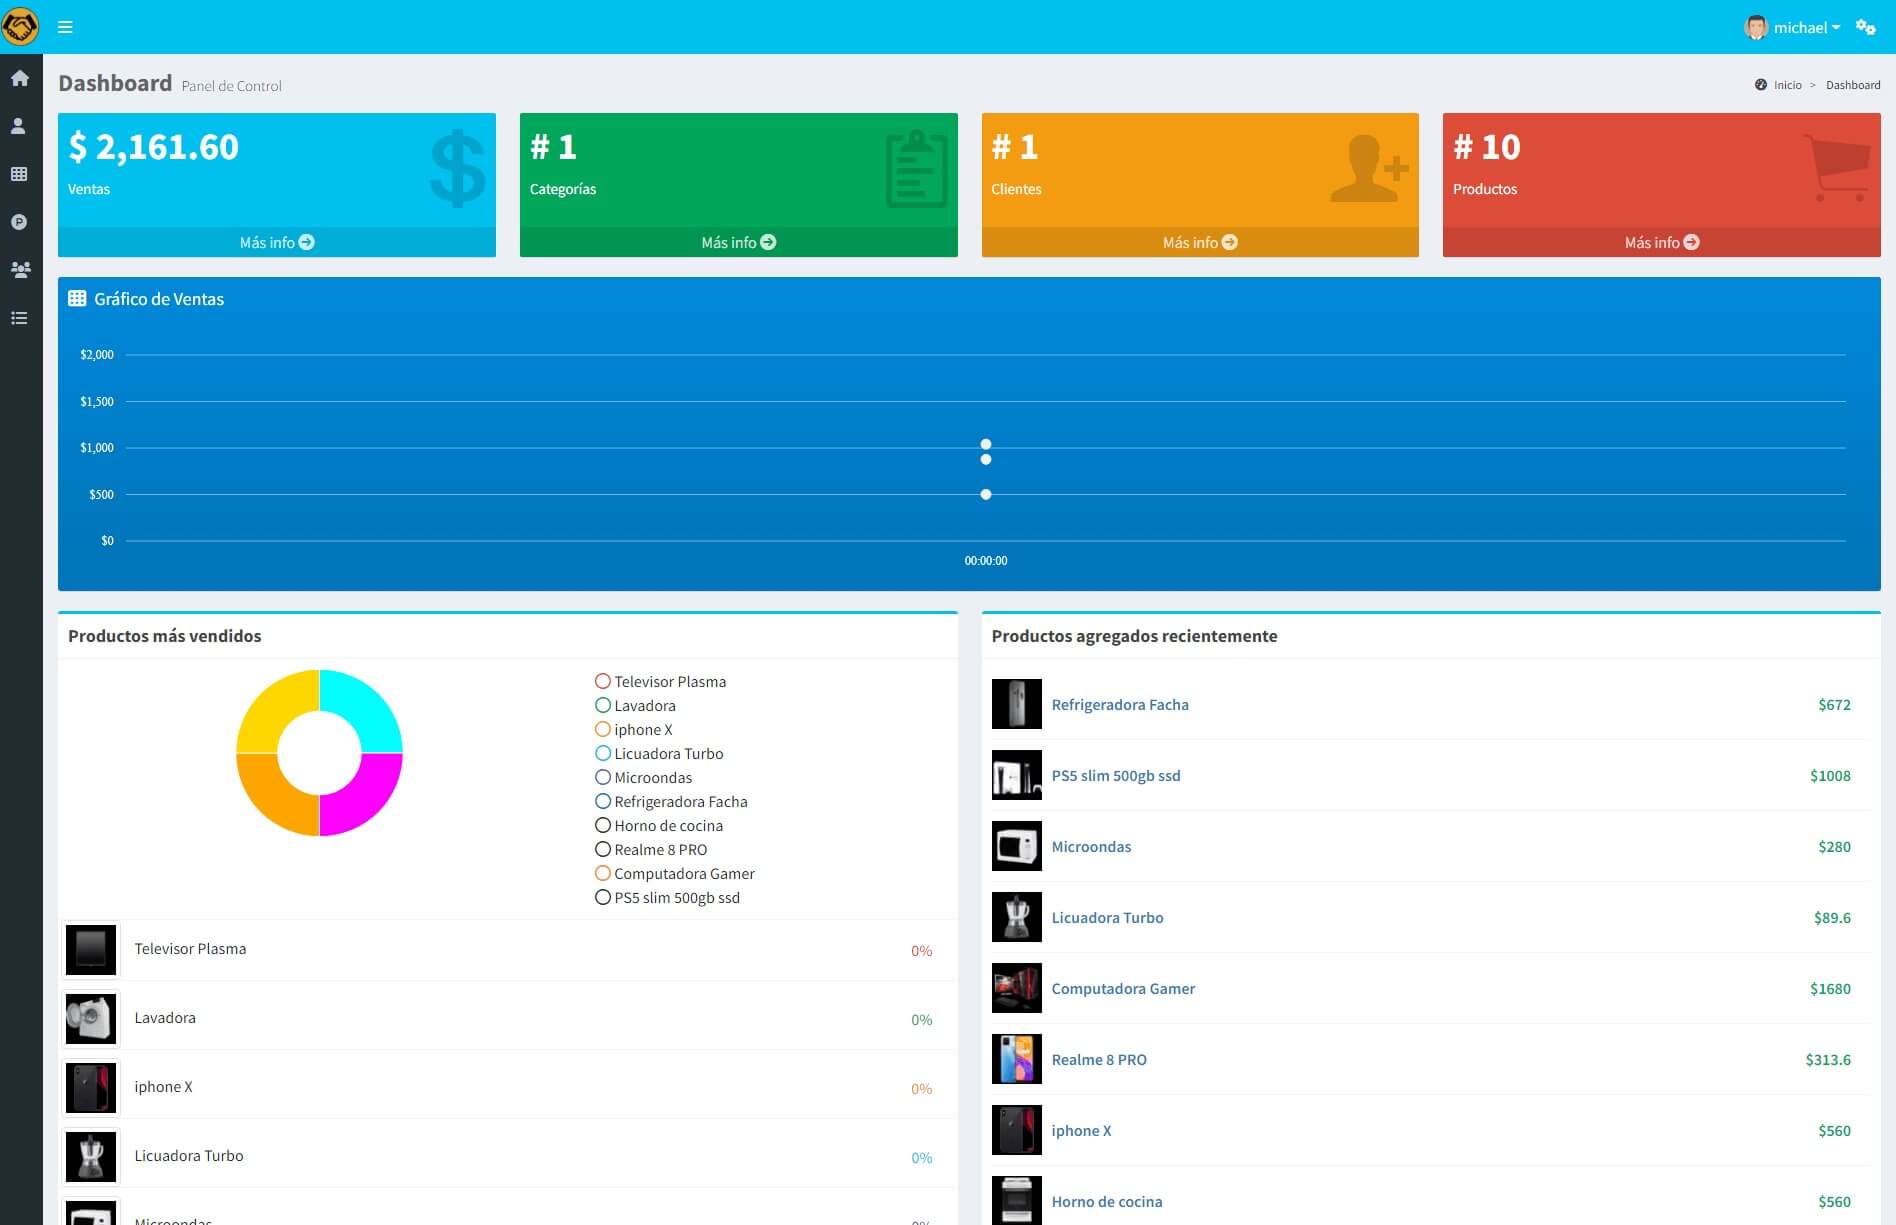 michael
Dashboard Panel de Control
Inicio > Dashboard
$ 2,161.60
Ventas
Más info
# 1
Categorías
Más info
# 1
Clientes
Más info
# 10
Productos
Más info
Gráfico de Ventas
$2,000
$1,500
$1,000
$500
$0
00:00:00
Productos más vendidos
Televisor Plasma
Lavadora
iphone X
Licuadora Turbo
Microondas
Refrigeradora Facha
Horno de cocina
Realme 8 PRO
Computadora Gamer
PS5 slim 500gb ssd
Televisor Plasma 0%
Lavadora 0%
iphone X 0%
Licuadora Turbo 0%
Microondas 0%
Productos agregados recientemente
Refrigeradora Facha $672
PS5 slim 500gb ssd $1008
Microondas $280
Licuadora Turbo $89.6
Computadora Gamer $1680
Realme 8 PRO $313.6
iphone X $560
Horno de cocina $560